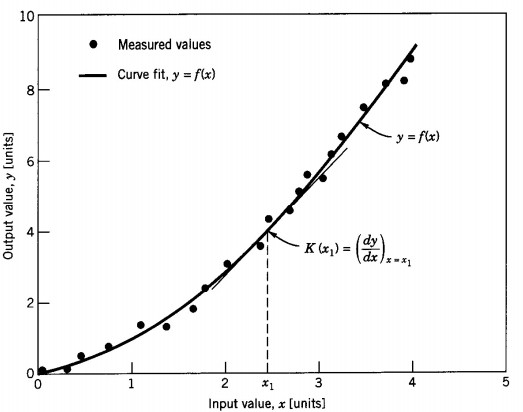 10
Measured values
Curve fit, y = f(x)
8
y = f(x)
6
Output value, y [units]
4
K(x₁) = (dy/dx)ₓ₌ₓ₁
2
0
0 1 2 x₁ 3 4 5
Input value, x [units]